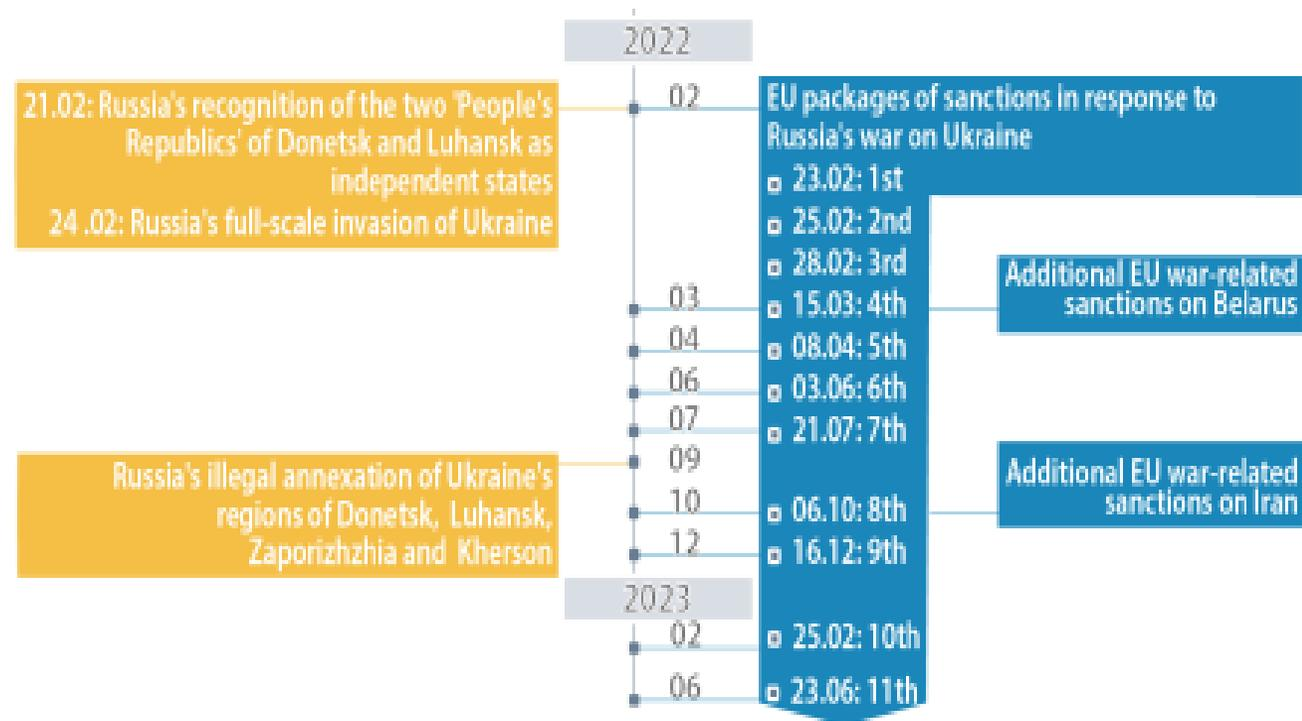 2022
21.02: Russia's recognition of the two 'People's
Republics' of Donetsk and Luhansk as
independent states
24 .02: Russia's full-scale invasion of Ukraine
02
EU packages of sanctions in response to
Russia's war on Ukraine
23.02: 1st
25.02: 2nd
28.02: 3rd
03
15.03: 4th
Additional EU war-related
sanctions on Belarus
04
08.04: 5th
06
03.06: 6th
07
21.07: 7th
09
Russia's illegal annexation of Ukraine's
regions of Donetsk, Luhansk,
Zaporizhzhia and Kherson
10
06.10: 8th
Additional EU war-related
sanctions on Iran
12
16.12: 9th
2023
02
25.02: 10th
06
23.06: 11th